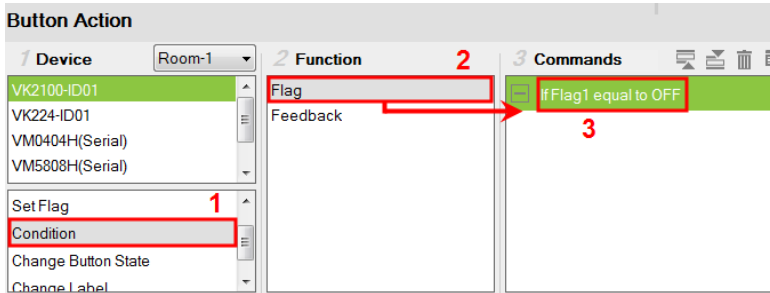 Button Action
1 Device
Room-1
2 Function
2
3 Commands
VK2100-ID01
VK224-ID01
VM0404H(Serial)
VM5808H(Serial)
Flag
Feedback
If Flag1 equal to OFF
3
Set Flag
1
Condition
Change Button State
Change Label